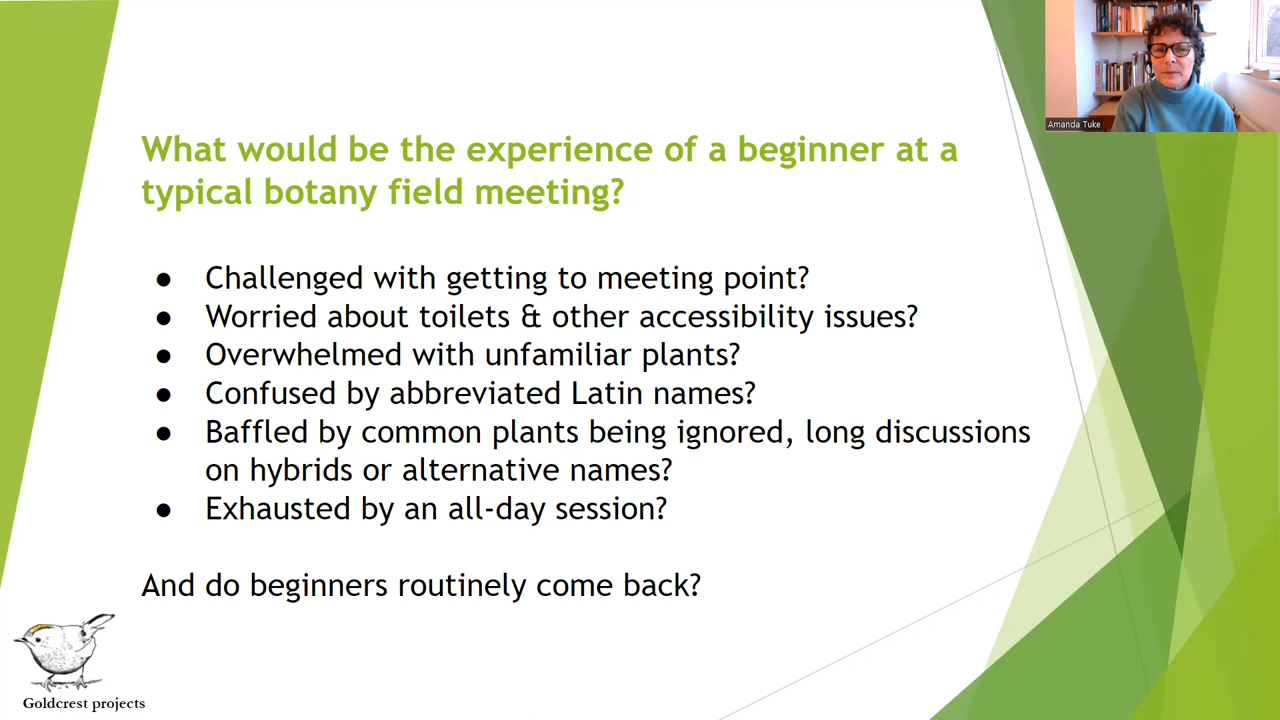 Amanda Tuke
What would be the experience of a beginner at a
typical botany field meeting?
● Challenged with getting to meeting point?
● Worried about toilets & other accessibility issues?
● Overwhelmed with unfamiliar plants?
● Confused by abbreviated Latin names?
● Baffled by common plants being ignored, long discussions
on hybrids or alternative names?
● Exhausted by an all-day session?
And do beginners routinely come back?
Goldcrest projects